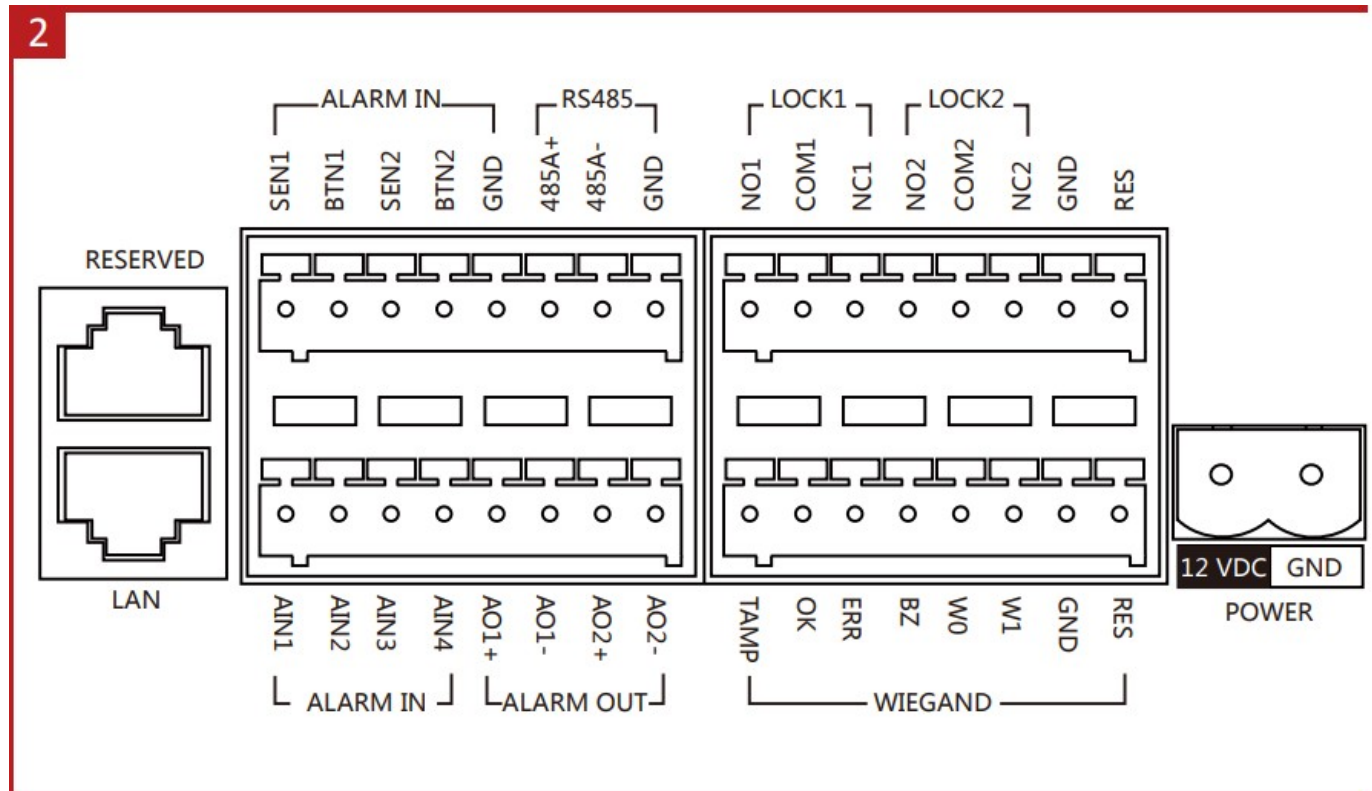 2
ALARM IN RS485 LOCK1 LOCK2
SEN1 BTN1 SEN2 BTN2 GND 485A+ 485A- GND NO1 COM1 NC1 NO2 COM2 NC2 GND RES
RESERVED
LAN
12 VDC GND
POWER
AIN1 AIN2 AIN3 AIN4 AO1+ AO1- AO2+ AO2- TAMP OK ERR BZ W0 W1 GND RES
ALARM IN ALARM OUT WIEGAND